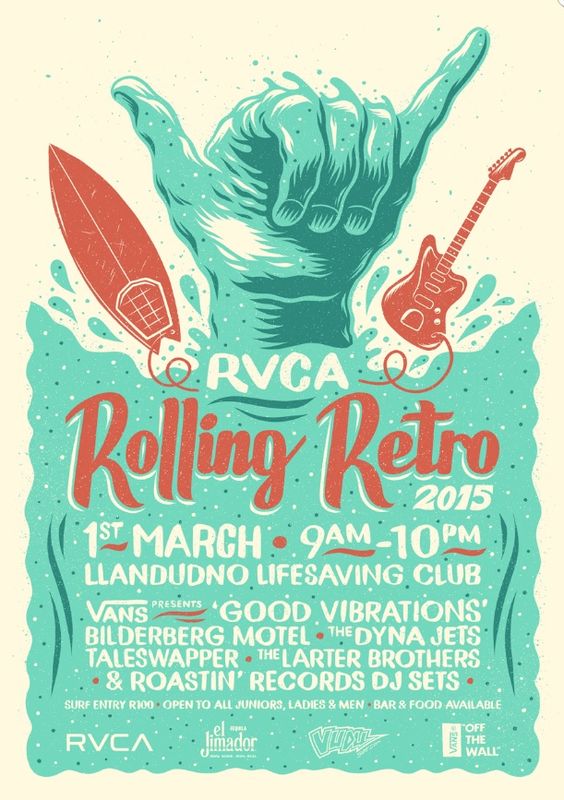 RVCA
Rolling Retro
2015
1ST MARCH • 9AM-10PM
LLANDUDNO LIFESAVING CLUB
VANS PRESENTS 'GOOD VIBRATIONS'
BILDERBERG MOTEL • THE DYNA JETS
TALESWAPPER • THE LARTER BROTHERS
• & ROASTIN' RECORDS DJ SETS •
SURF ENTRY R100 • OPEN TO ALL JUNIORS, LADIES & MEN • BAR & FOOD AVAILABLE
RVCA
TEQUILA
el Jimador
VANS
"OFF THE WALL"